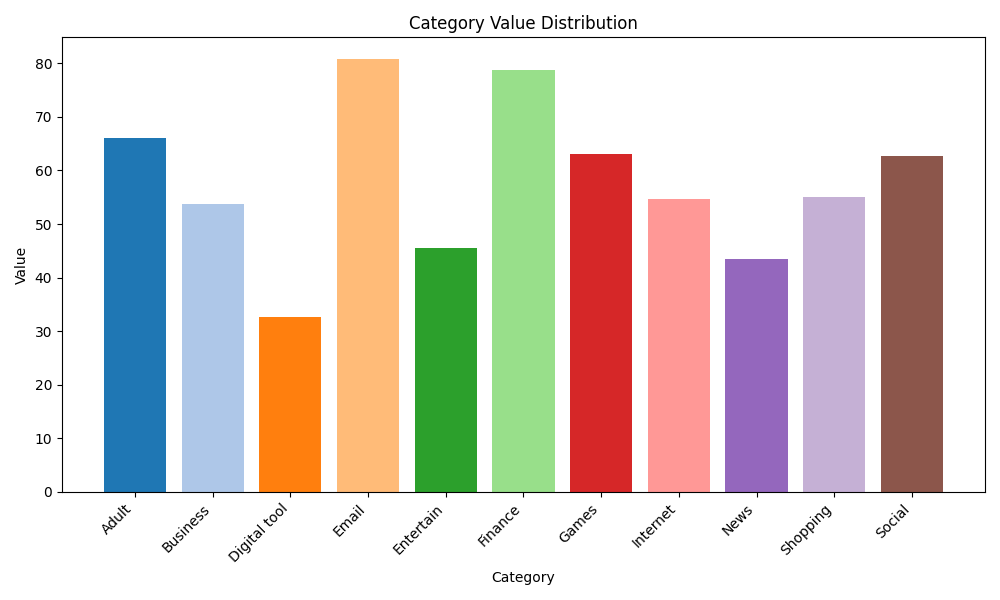 Category Value Distribution
Value
80
70
60
50
40
30
20
10
0
Adult
Business
Digital tool
Email
Entertain
Finance
Games
Internet
News
Shopping
Social
Category